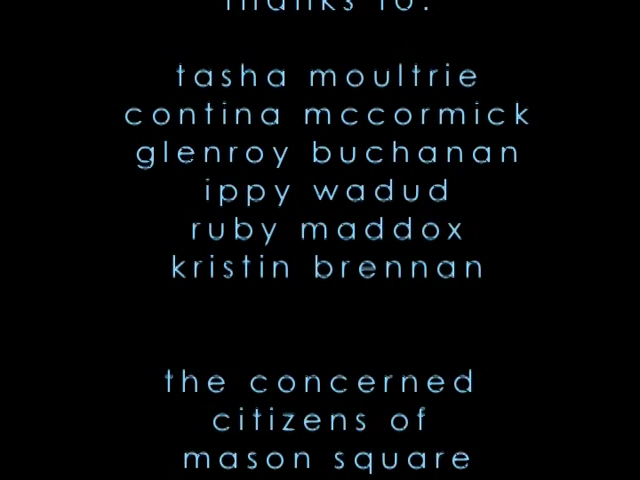 thanks to:
tasha moultrie
contina mccormick
glenroy buchanan
ippy wadud
ruby maddox
kristin brennan
the concerned
citizens of
mason square